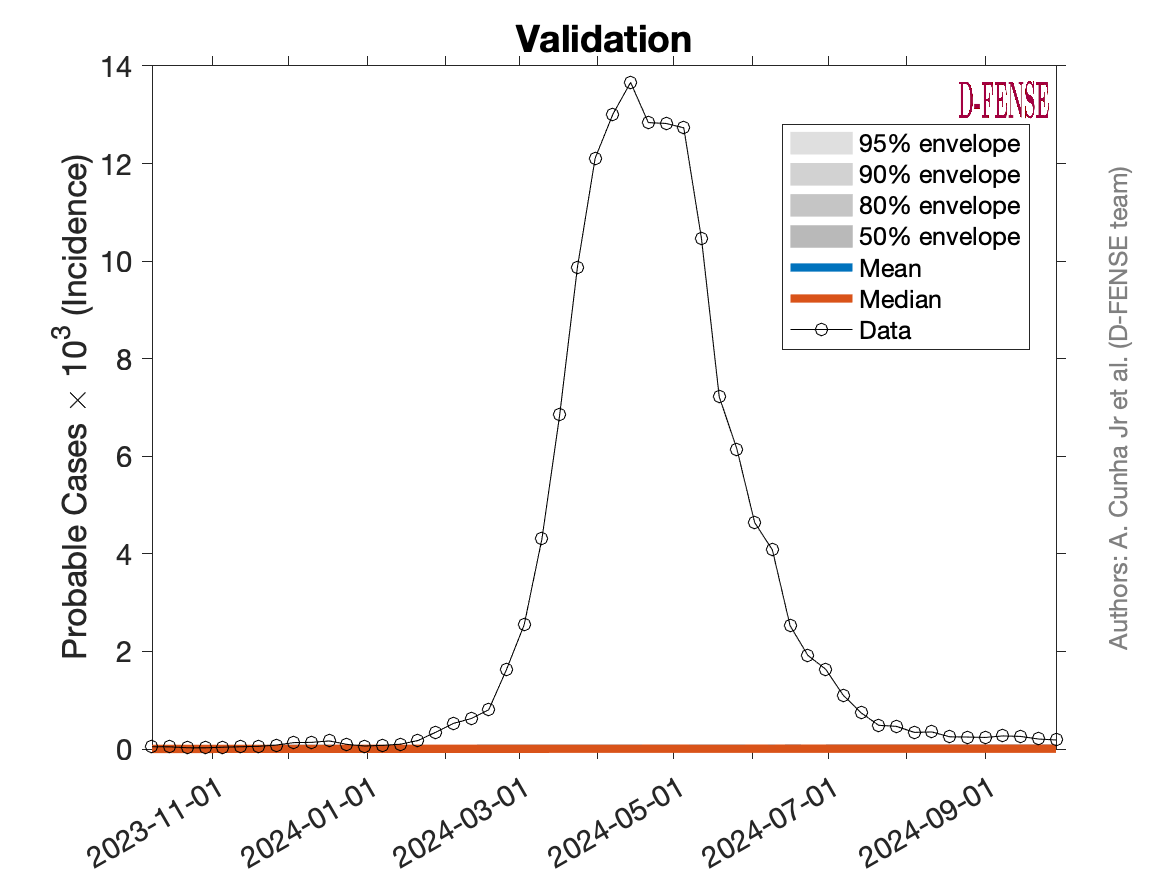 Validation
D-FENSE
95% envelope
90% envelope
80% envelope
50% envelope
Mean
Median
Data
Probable Cases × 10³ (Incidence)
14
12
10
8
6
4
2
0
2023-11-01
2024-01-01
2024-03-01
2024-05-01
2024-07-01
2024-09-01
Authors: A. Cunha Jr et al. (D-FENSE team)